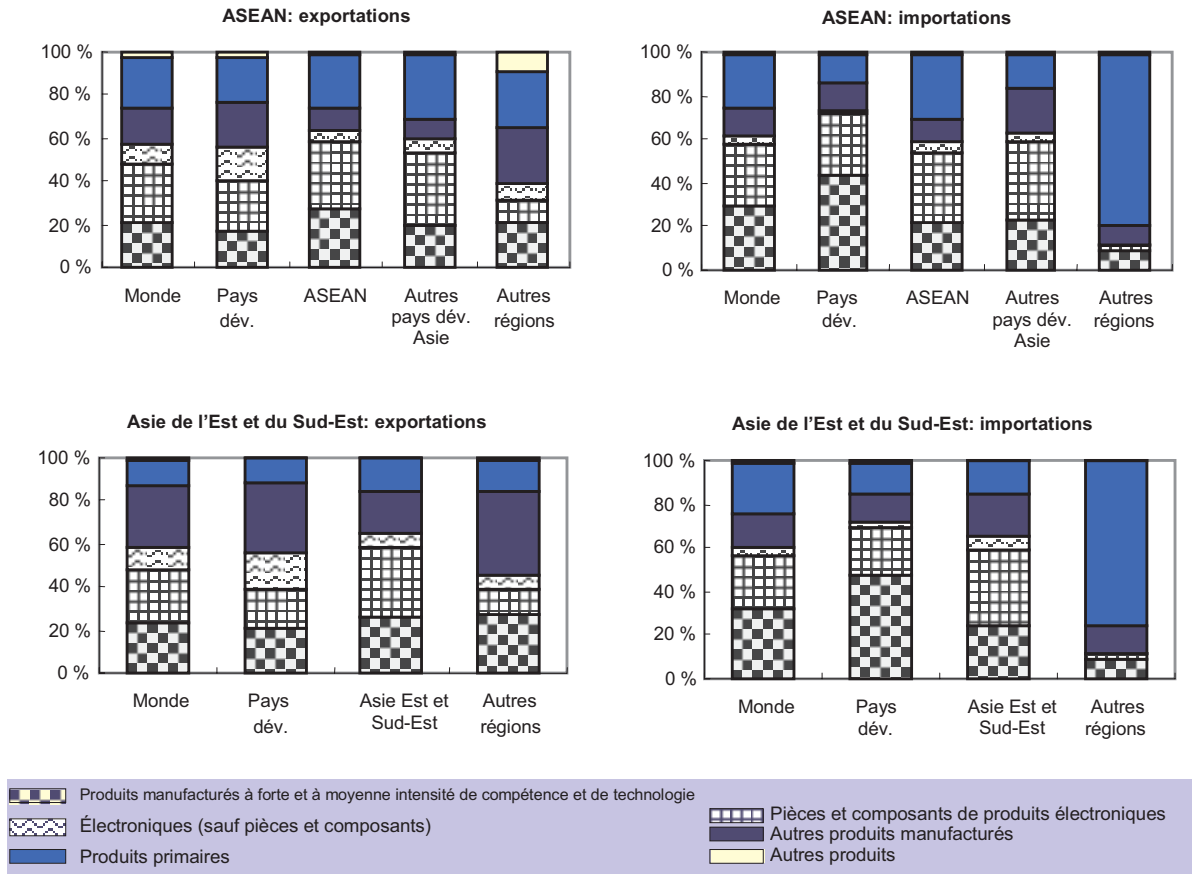 ASEAN: exportations
100 %
80 %
60 %
40 %
20 %
0 %
Monde
Pays
dév.
ASEAN
Autres
pays dév.
Asie
Autres
régions
ASEAN: importations
100 %
80 %
60 %
40 %
20 %
0 %
Monde
Pays
dév.
ASEAN
Autres
pays dév.
Asie
Autres
régions
Asie de l'Est et du Sud-Est: exportations
100 %
80 %
60 %
40 %
20 %
0 %
Monde
Pays
dév.
Asie Est et
Sud-Est
Autres
régions
Asie de l'Est et du Sud-Est: importations
100 %
80 %
60 %
40 %
20 %
0 %
Monde
Pays
dév.
Asie Est et
Sud-Est
Autres
régions
Produits manufacturés à forte et à moyenne intensité de compétence et de technologie
Électroniques (sauf pièces et composants)
Produits primaires
Pièces et composants de produits électroniques
Autres produits manufacturés
Autres produits